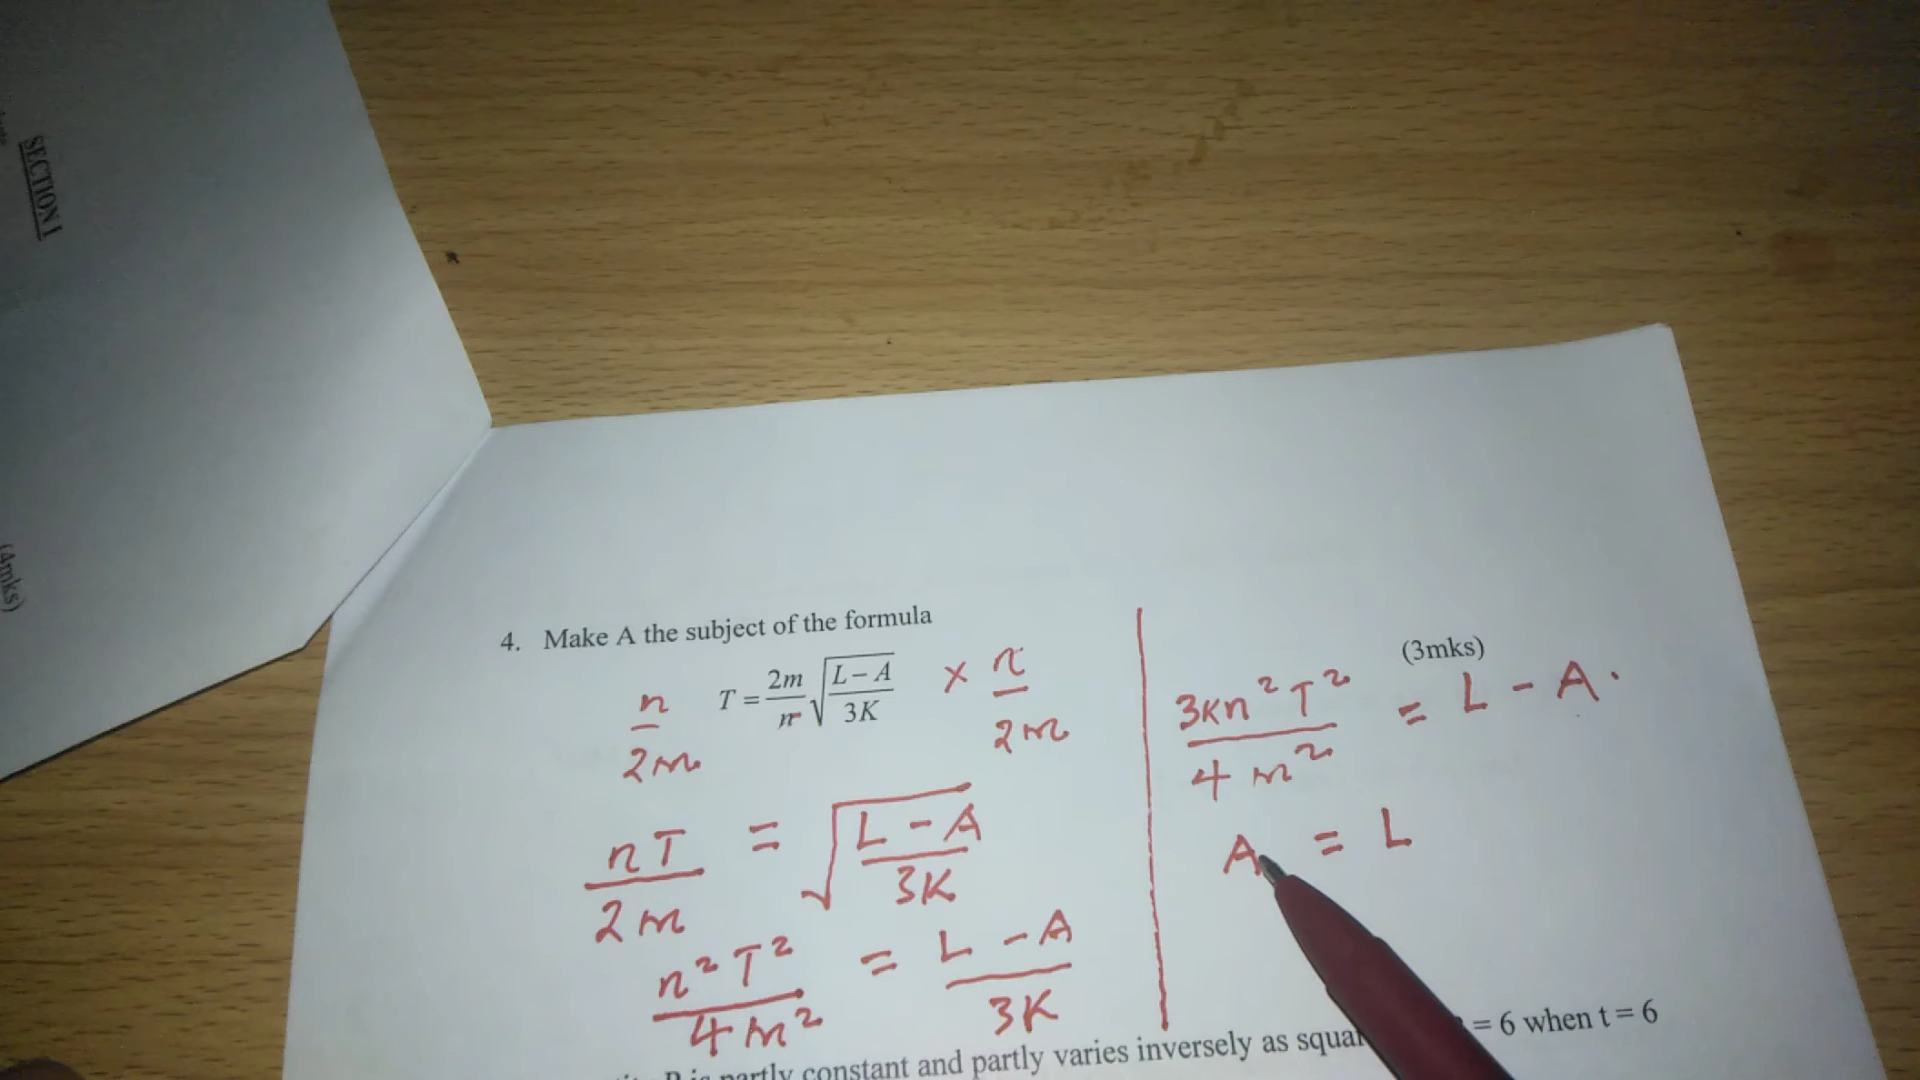 SECTION I
(4mks)
4. Make A the subject of the formula
(3mks)
n/2m T = 2m/n √(L – A / 3K) × n/2m
nT/2m = √(L – A / 3K)
n²T²/4m² = L – A / 3K
3Kn²T²/4m² = L – A.
A = L
P is partly constant and partly varies inversely as = 6 when t = 6